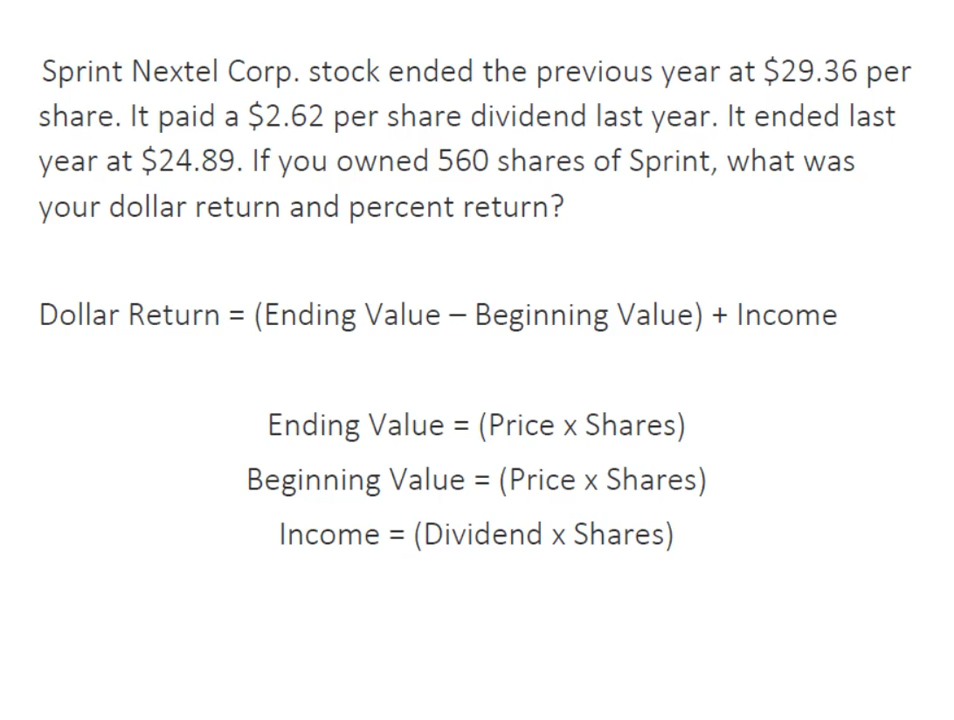 Sprint Nextel Corp. stock ended the previous year at $29.36 per
share. It paid a $2.62 per share dividend last year. It ended last
year at $24.89. If you owned 560 shares of Sprint, what was
your dollar return and percent return?
Dollar Return = (Ending Value – Beginning Value) + Income
Ending Value = (Price x Shares)
Beginning Value = (Price x Shares)
Income = (Dividend x Shares)